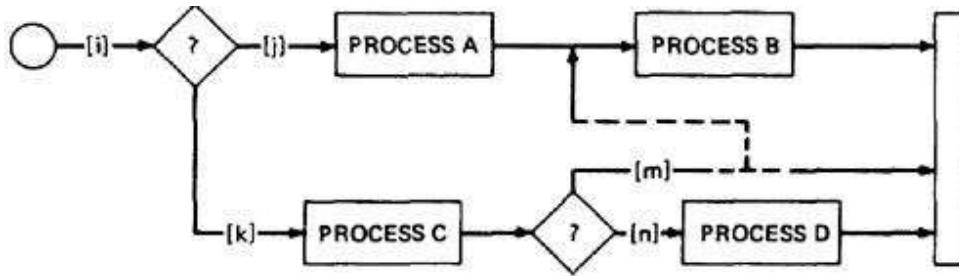 [i]
?
[j]
PROCESS A
PROCESS B
[m]
[k]
PROCESS C
?
[n]
PROCESS D